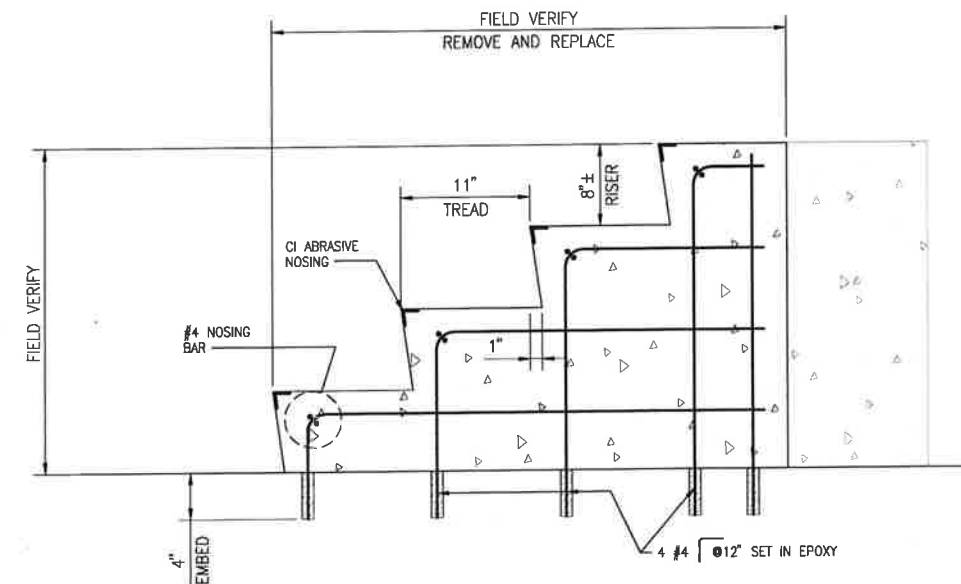 FIELD VERIFY
REMOVE AND REPLACE
11"
TREAD
8"±
RISER
CI ABRASIVE
NOSING
FIELD VERIFY
#4 NOSING
BAR
1"
4"
EMBED
4 #4 @12" SET IN EPOXY